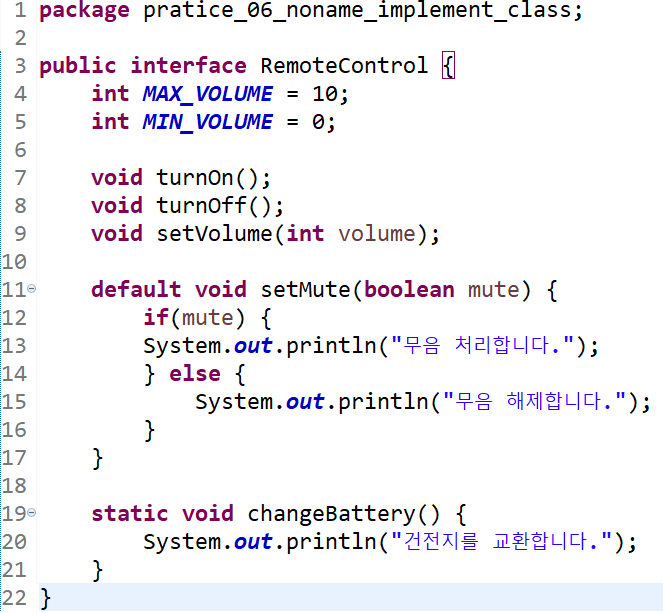 1 package pratice_06_noname_implement_class;
2
3 public interface RemoteControl {
4     int MAX_VOLUME = 10;
5     int MIN_VOLUME = 0;
6
7     void turnOn();
8     void turnOff();
9     void setVolume(int volume);
10
11     default void setMute(boolean mute) {
12         if(mute) {
13         System.out.println("무음 처리합니다.");
14         } else {
15             System.out.println("무음 해제합니다.");
16         }
17     }
18
19     static void changeBattery() {
20         System.out.println("건전지를 교환합니다.");
21     }
22 }